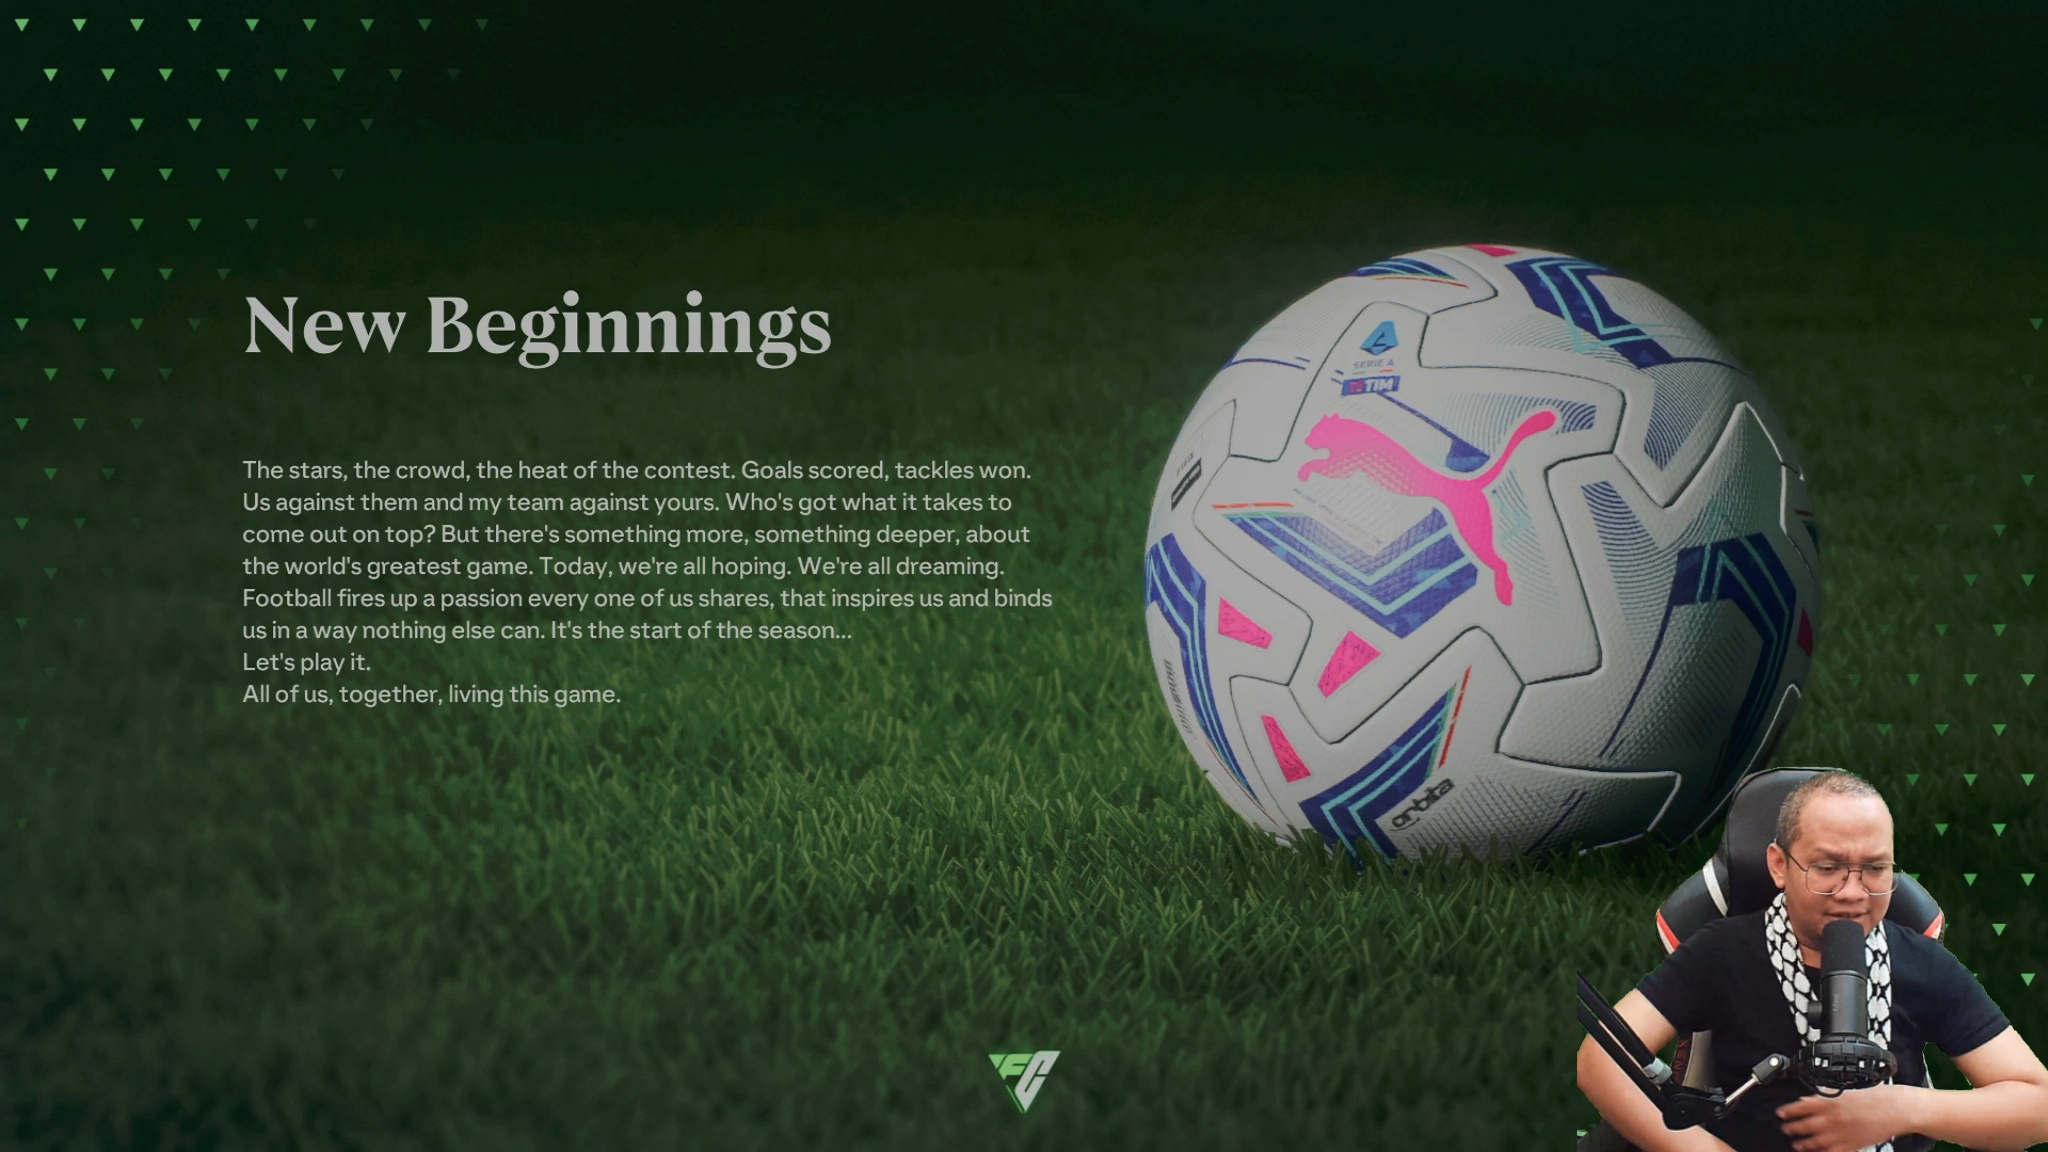 New Beginnings
The stars, the crowd, the heat of the contest. Goals scored, tackles won.
Us against them and my team against yours. Who's got what it takes to
come out on top? But there's something more, something deeper, about
the world's greatest game. Today, we're all hoping. We're all dreaming.
Football fires up a passion every one of us shares, that inspires us and binds
us in a way nothing else can. It's the start of the season...
Let's play it.
All of us, together, living this game.
SERIE A
TIM
FIFA
orbita
FC